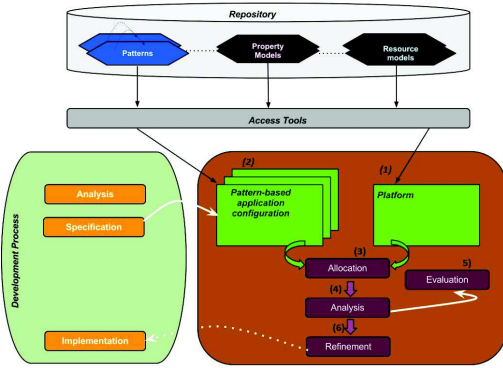 Repository
Patterns
Property
Models
Resource
models
Access Tools
Development Process
Analysis
Specification
Implementation
(2)
Pattern-based
application
configuration
(1)
Platform
(3)
Allocation
5)
Evaluation
(4)
Analysis
(6)
Refinement